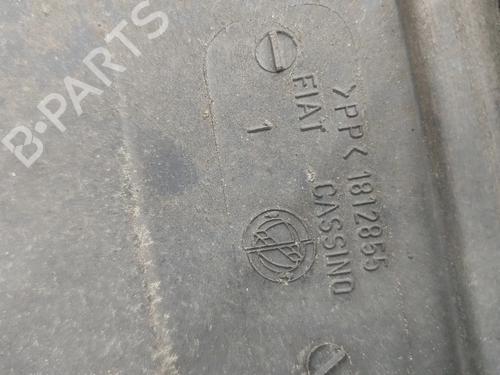 B-PARTS
>PP< 1812855
FIAT CASSINO
1